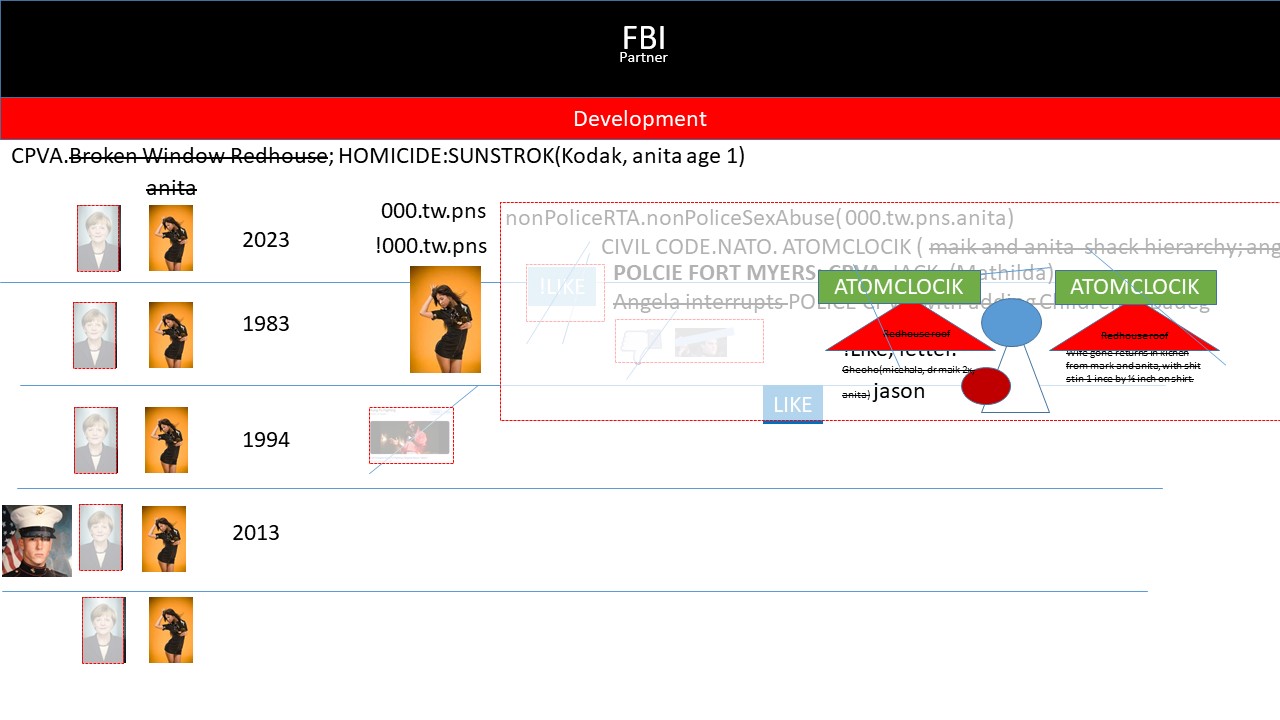 FBI
Partner
Development
CPVA.Broken Window Redhouse; HOMICIDE:SUNSTROK(Kodak, anita age 1)
anita
2023
000.tw.pns
!000.tw.pns
nonPoliceRTA.nonPoliceSexAbuse( 000.tw.pns.anita)
CIVIL CODE.NATO. ATOMCLOCIK ( maik and anita shack hierarchy; ang
POLCIE FORT MYERS: CPVA JACK (Mathilda)
ILIKE
Angela interrupts POLICE
ATOMCLOCIK
ATOMCLOCIK
1983
Redhouse roof
Redhouse roof
!Like, letter.
Gheoho(micehala, dr maik 2x
anita) jason
Wife gone returns in kichen
from mark and anita, with shit
stin 1 ince by ½ inch on shirt.
LIKE
1994
2013